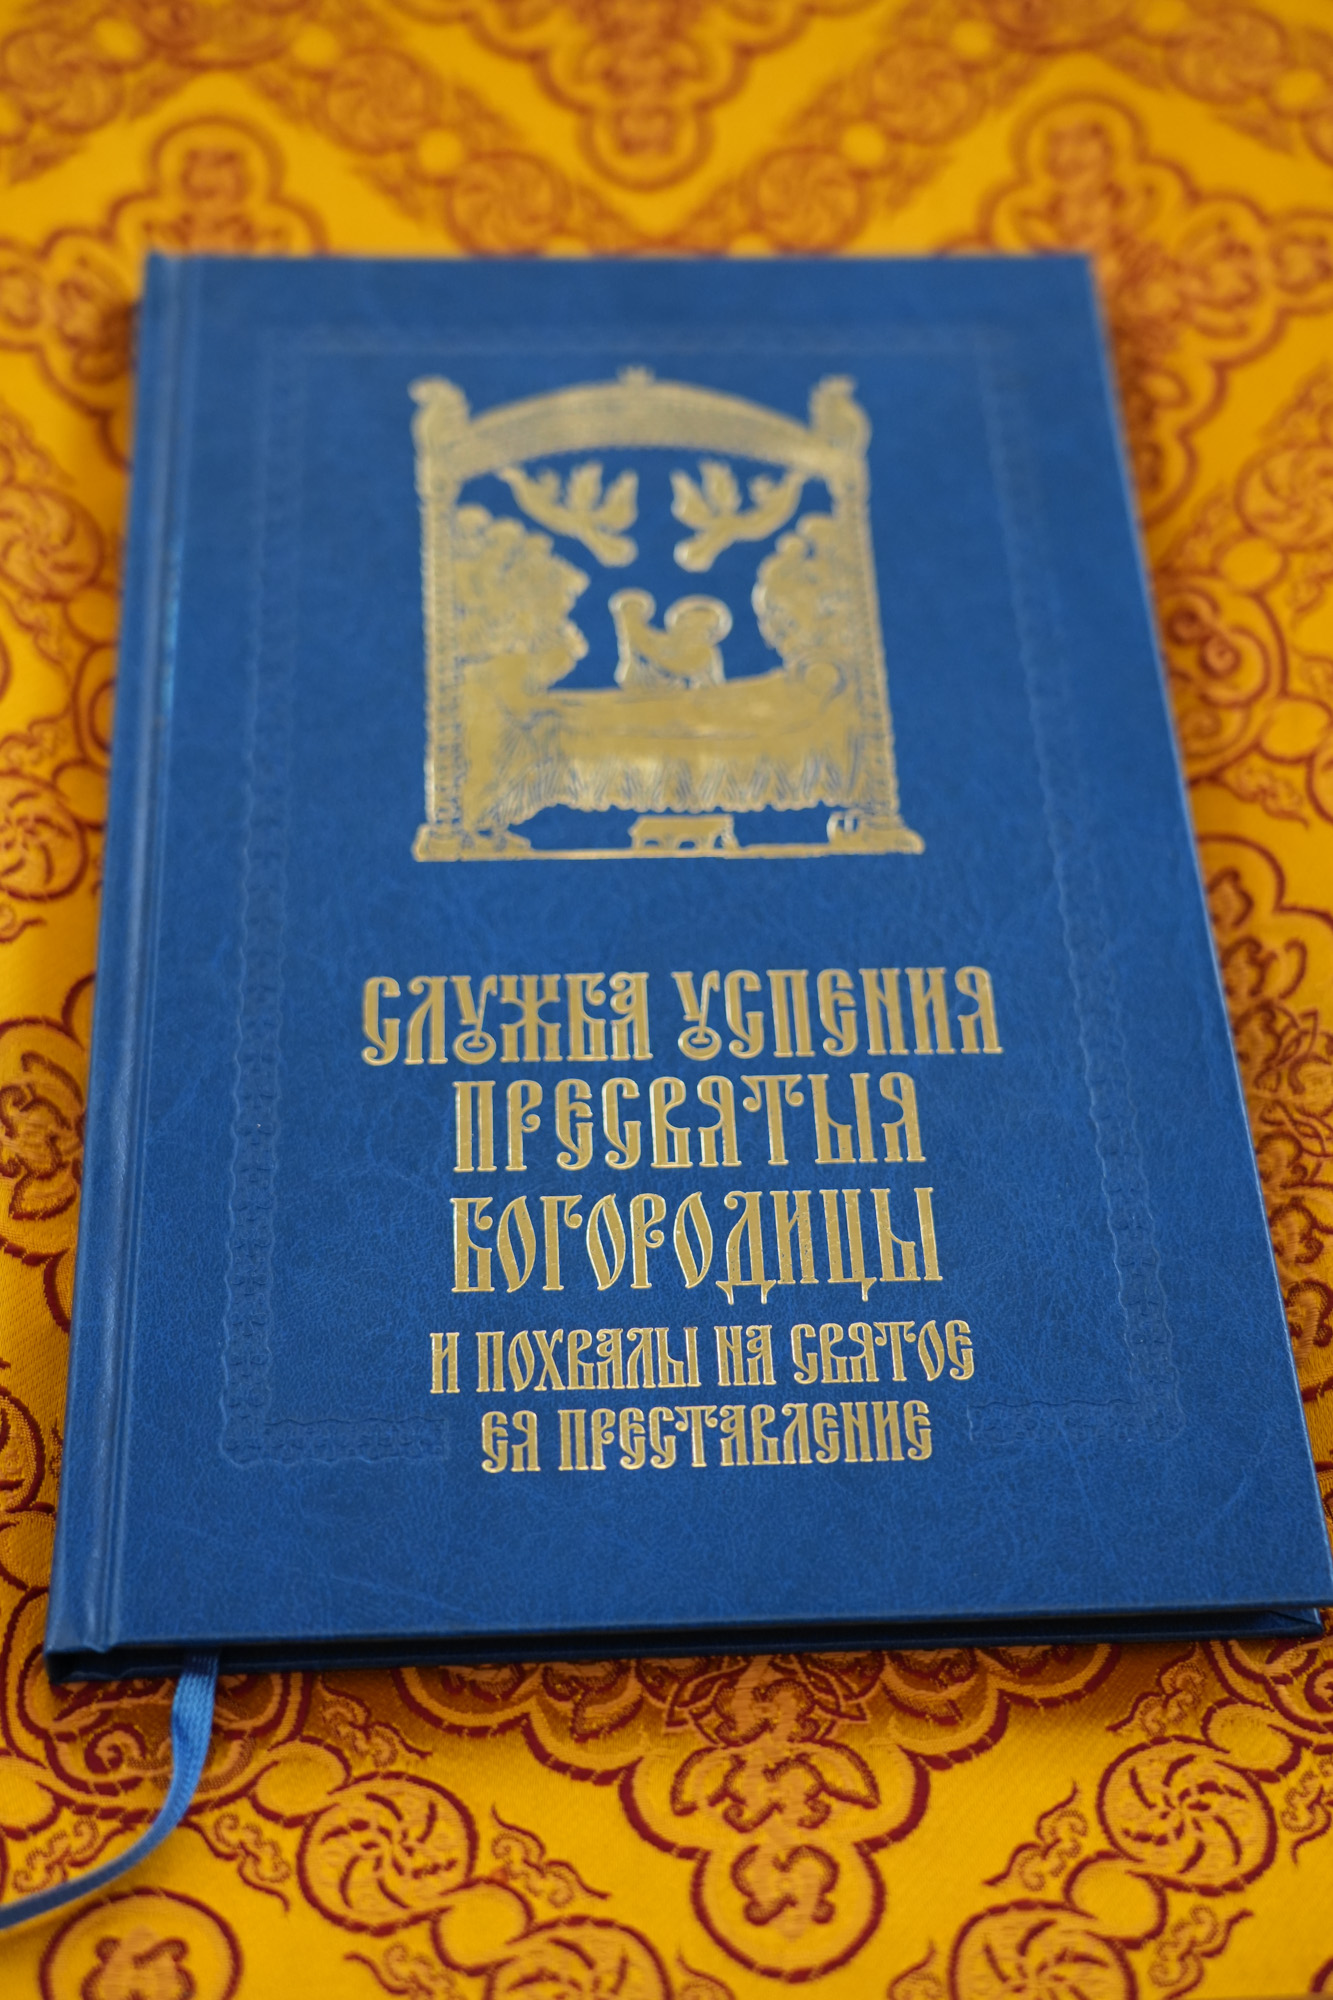 СЛУЖБА УСПЕНИЯ
ПРЕСВЯТЫЯ
БОГОРОДИЦЫ
И ПОХВАЛЫ НА СВЯТОЕ
ЕЯ ПРЕСТАВЛЕНИЕ